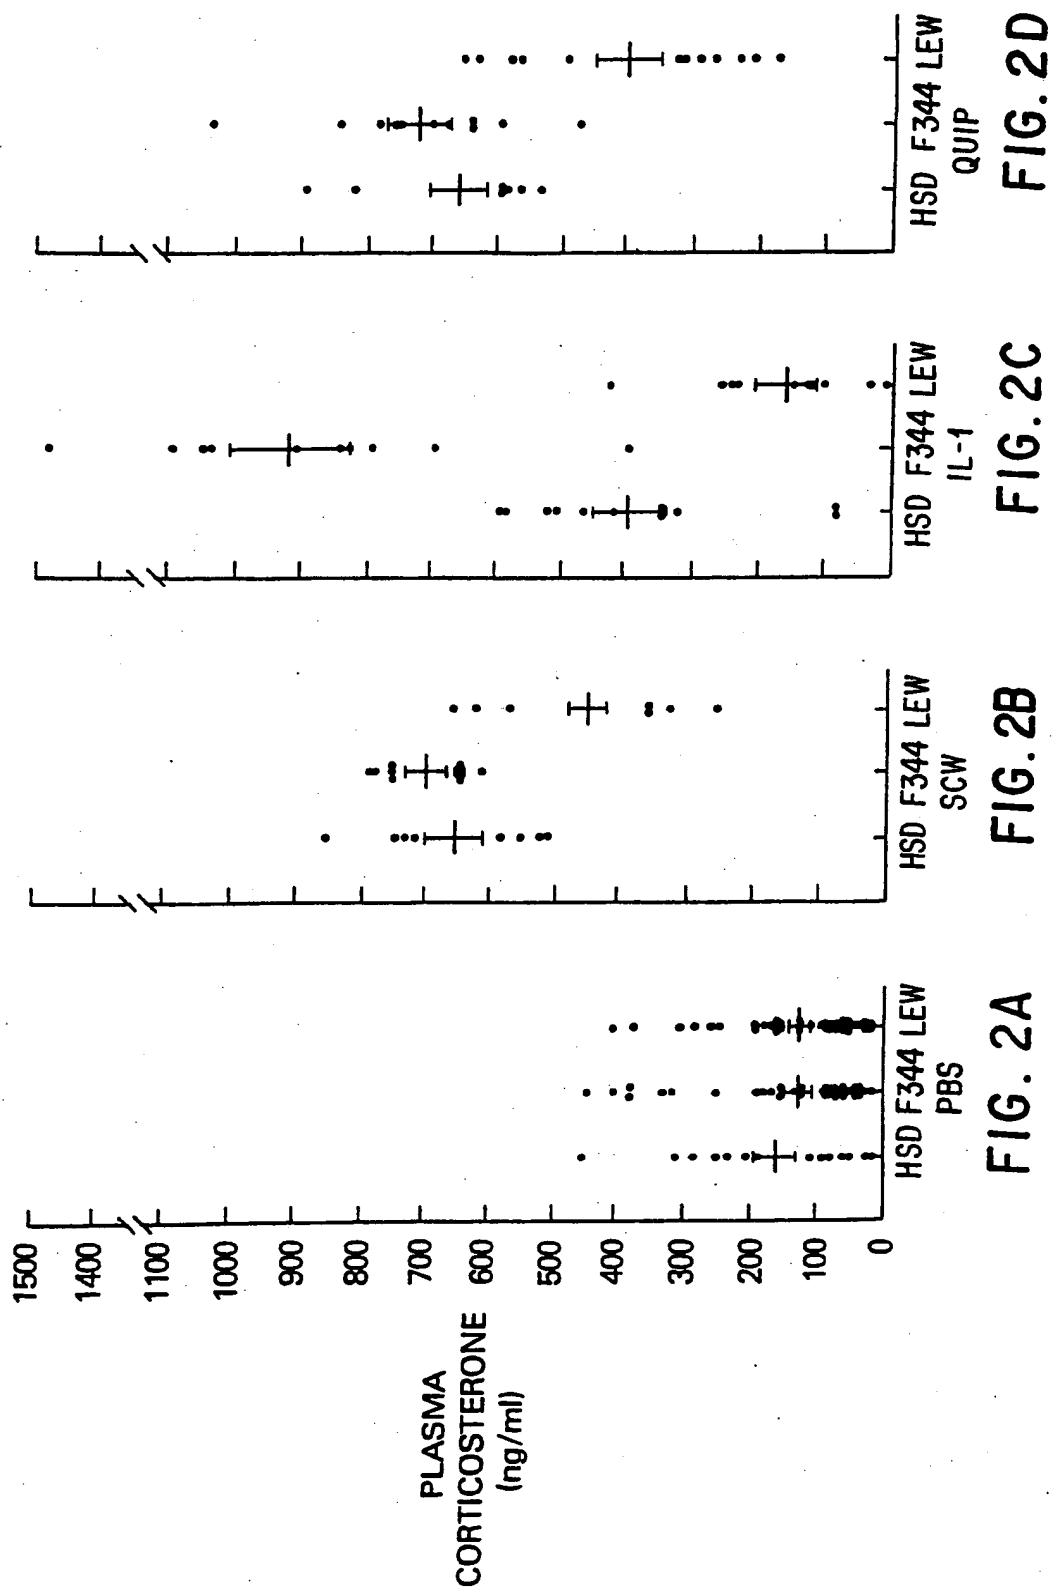 PLASMA
CORTICOSTERONE
(ng/ml)
1500
1400
1100
1000
900
800
700
600
500
400
300
200
100
0
HSD F344 LEW
PBS
FIG. 2A
HSD F344 LEW
SCW
FIG. 2B
HSD F344 LEW
IL-1
FIG. 2C
HSD F344 LEW
QUIP
FIG. 2D